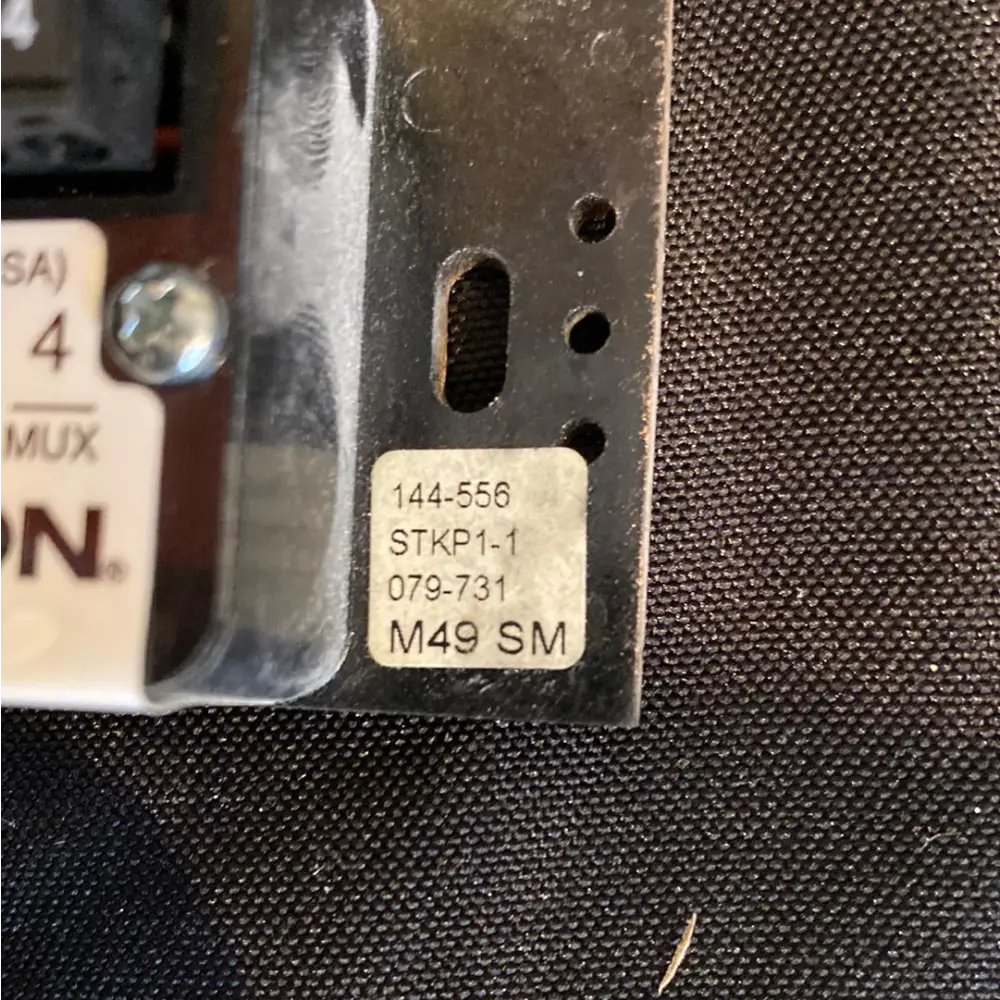 SA)
4
MUX
ON®
144-556
STKP1-1
079-731
M49 SM